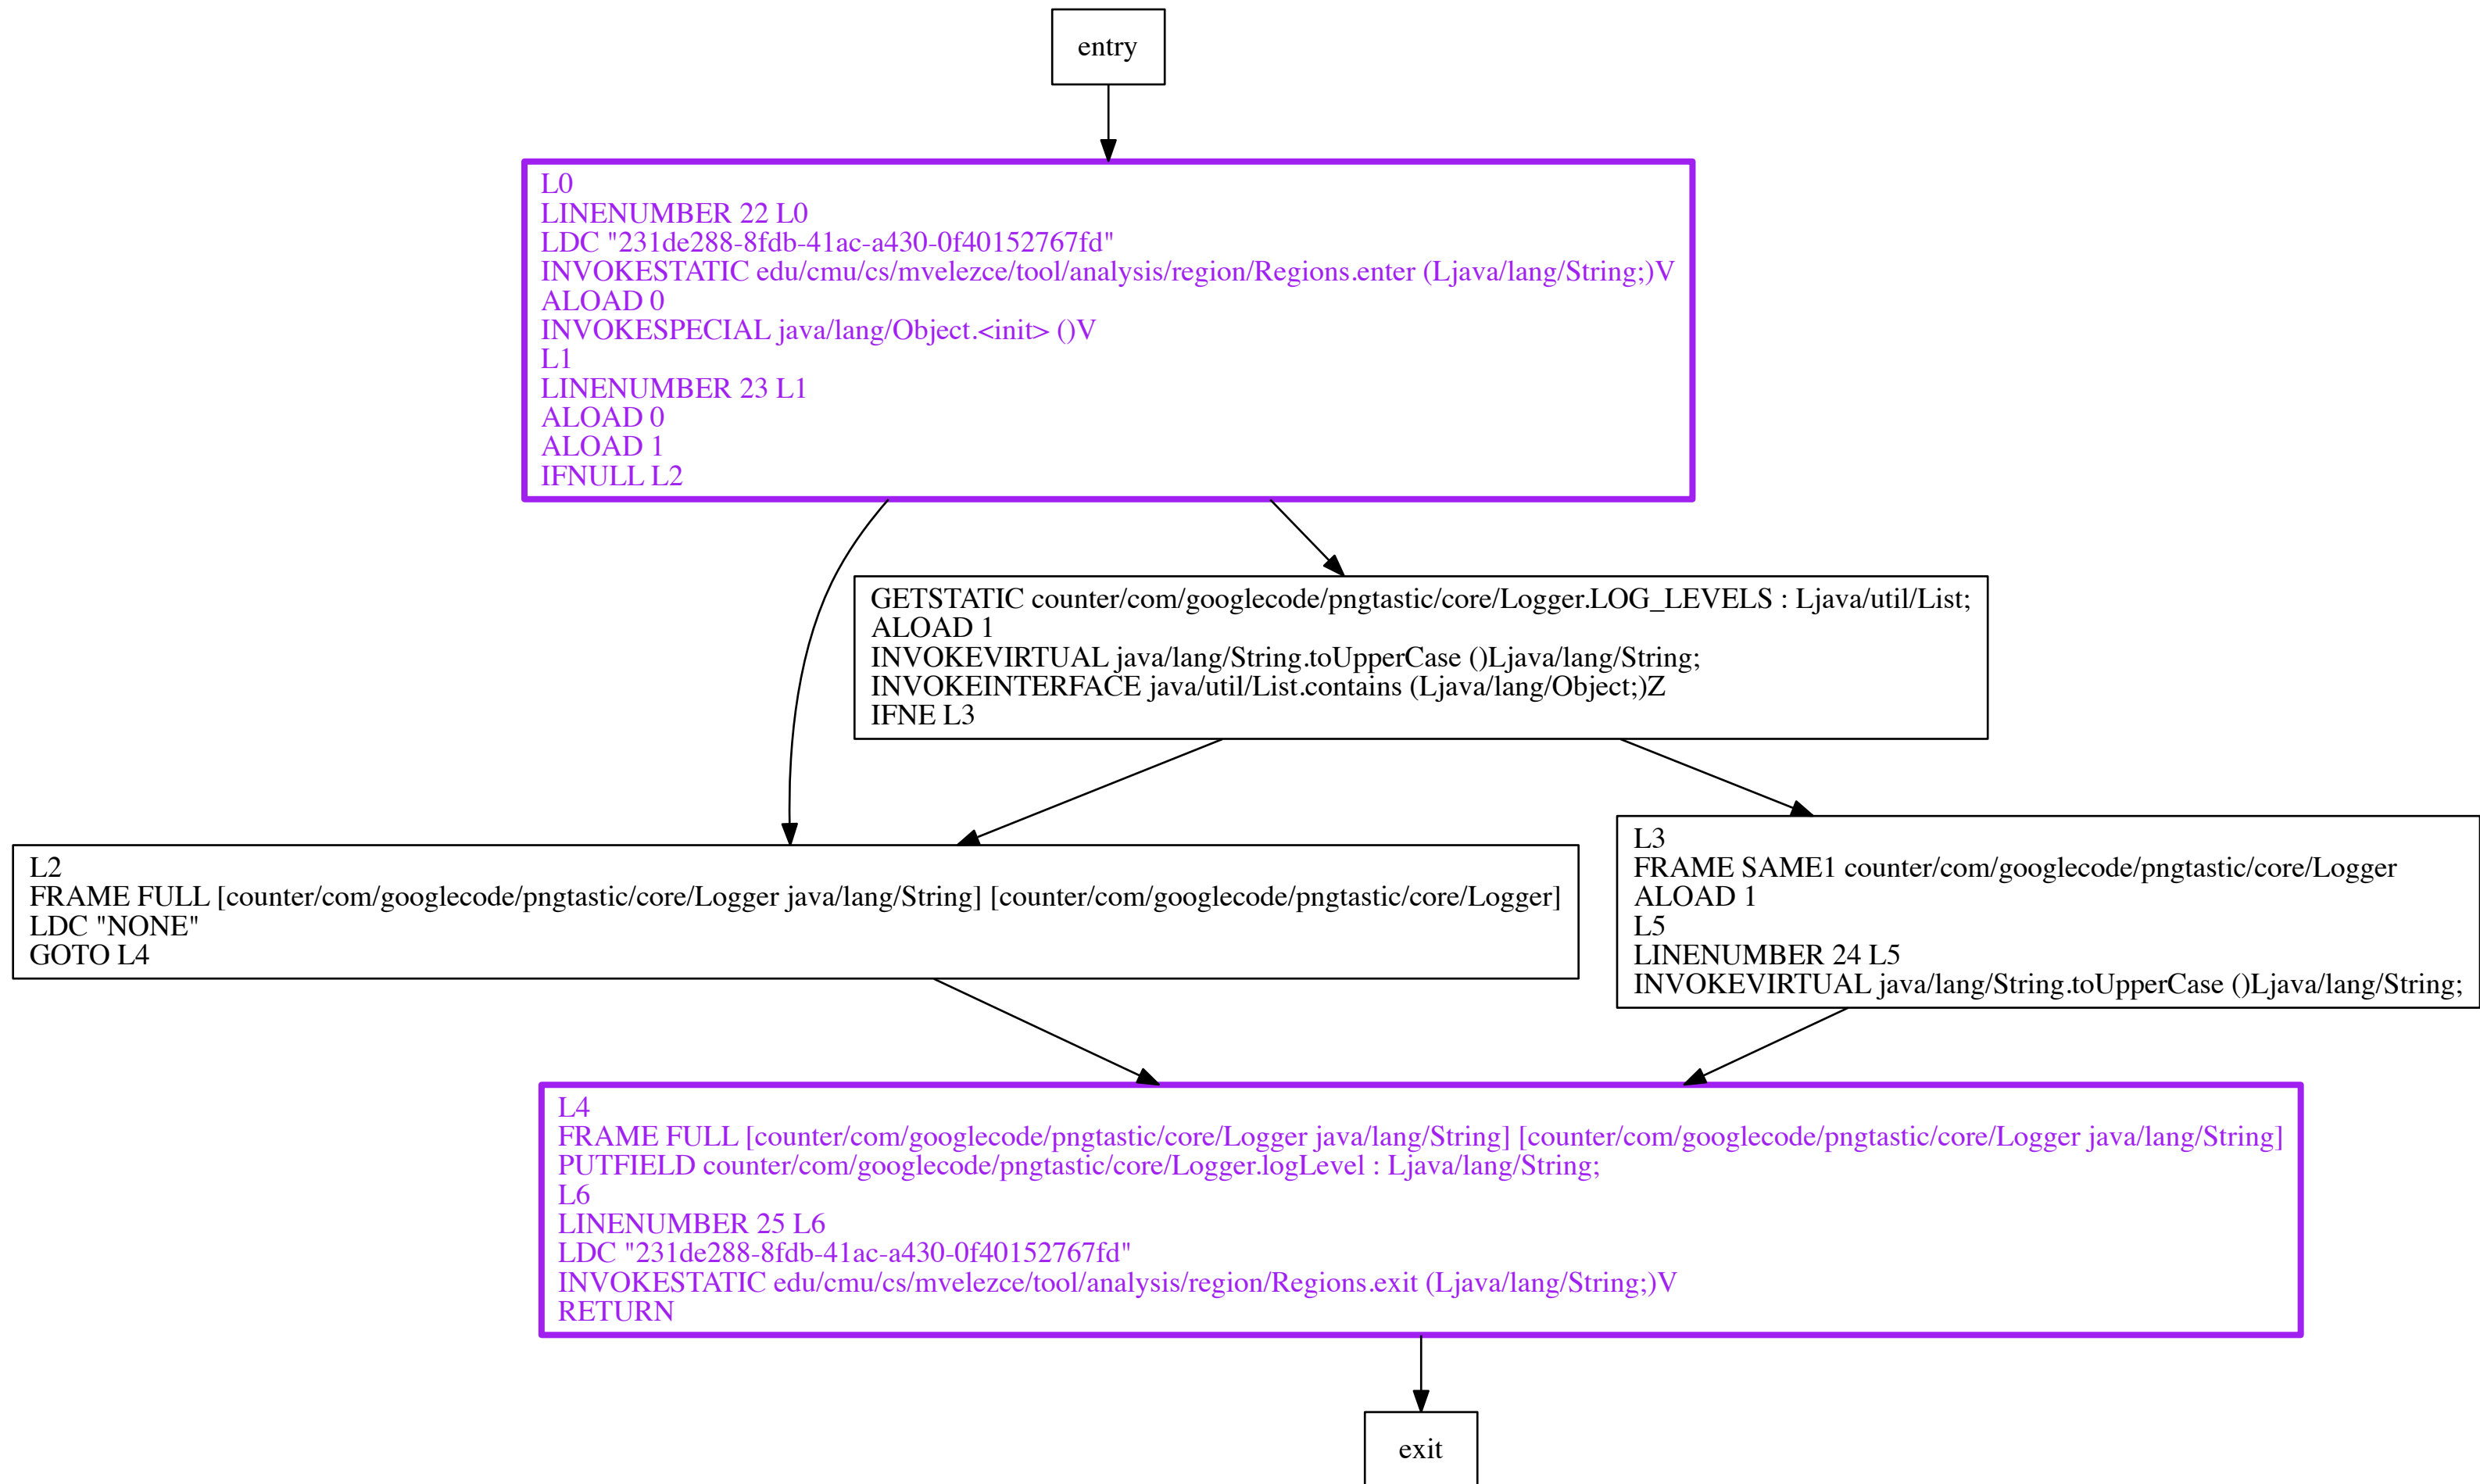 entry
L0
LINENUMBER 22 L0
LDC "231de288-8fdb-41ac-a430-0f40152767fd"
INVOKESTATIC edu/cmu/cs/mvelezce/tool/analysis/region/Regions.enter (Ljava/lang/String;)V
ALOAD 0
INVOKESPECIAL java/lang/Object.<init> ()V
L1
LINENUMBER 23 L1
ALOAD 0
ALOAD 1
IFNULL L2
GETSTATIC counter/com/googlecode/pngtastic/core/Logger.LOG_LEVELS : Ljava/util/List;
ALOAD 1
INVOKEVIRTUAL java/lang/String.toUpperCase ()Ljava/lang/String;
INVOKEINTERFACE java/util/List.contains (Ljava/lang/Object;)Z
IFNE L3
L2
FRAME FULL [counter/com/googlecode/pngtastic/core/Logger java/lang/String] [counter/com/googlecode/pngtastic/core/Logger]
LDC "NONE"
GOTO L4
L3
FRAME SAME1 counter/com/googlecode/pngtastic/core/Logger
ALOAD 1
L5
LINENUMBER 24 L5
INVOKEVIRTUAL java/lang/String.toUpperCase ()Ljava/lang/String;
L4
FRAME FULL [counter/com/googlecode/pngtastic/core/Logger java/lang/String] [counter/com/googlecode/pngtastic/core/Logger java/lang/String]
PUTFIELD counter/com/googlecode/pngtastic/core/Logger.logLevel : Ljava/lang/String;
L6
LINENUMBER 25 L6
LDC "231de288-8fdb-41ac-a430-0f40152767fd"
INVOKESTATIC edu/cmu/cs/mvelezce/tool/analysis/region/Regions.exit (Ljava/lang/String;)V
RETURN
exit